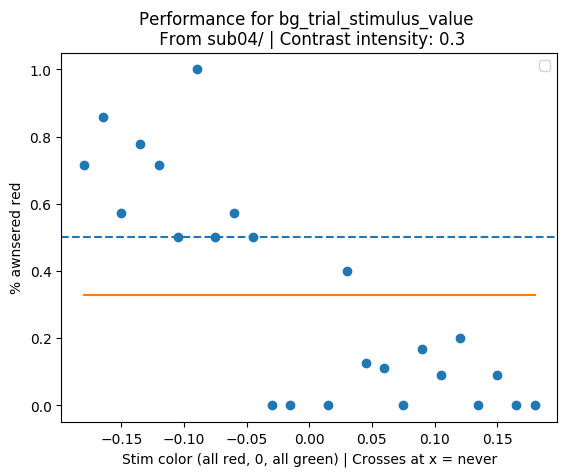 Performance for bg_trial_stimulus_value
From sub04/ | Contrast intensity: 0.3
1.0
0.8
0.6
0.4
0.2
0.0
% awnsered red
−0.15 −0.10 −0.05 0.00 0.05 0.10 0.15
Stim color (all red, 0, all green) | Crosses at x = never